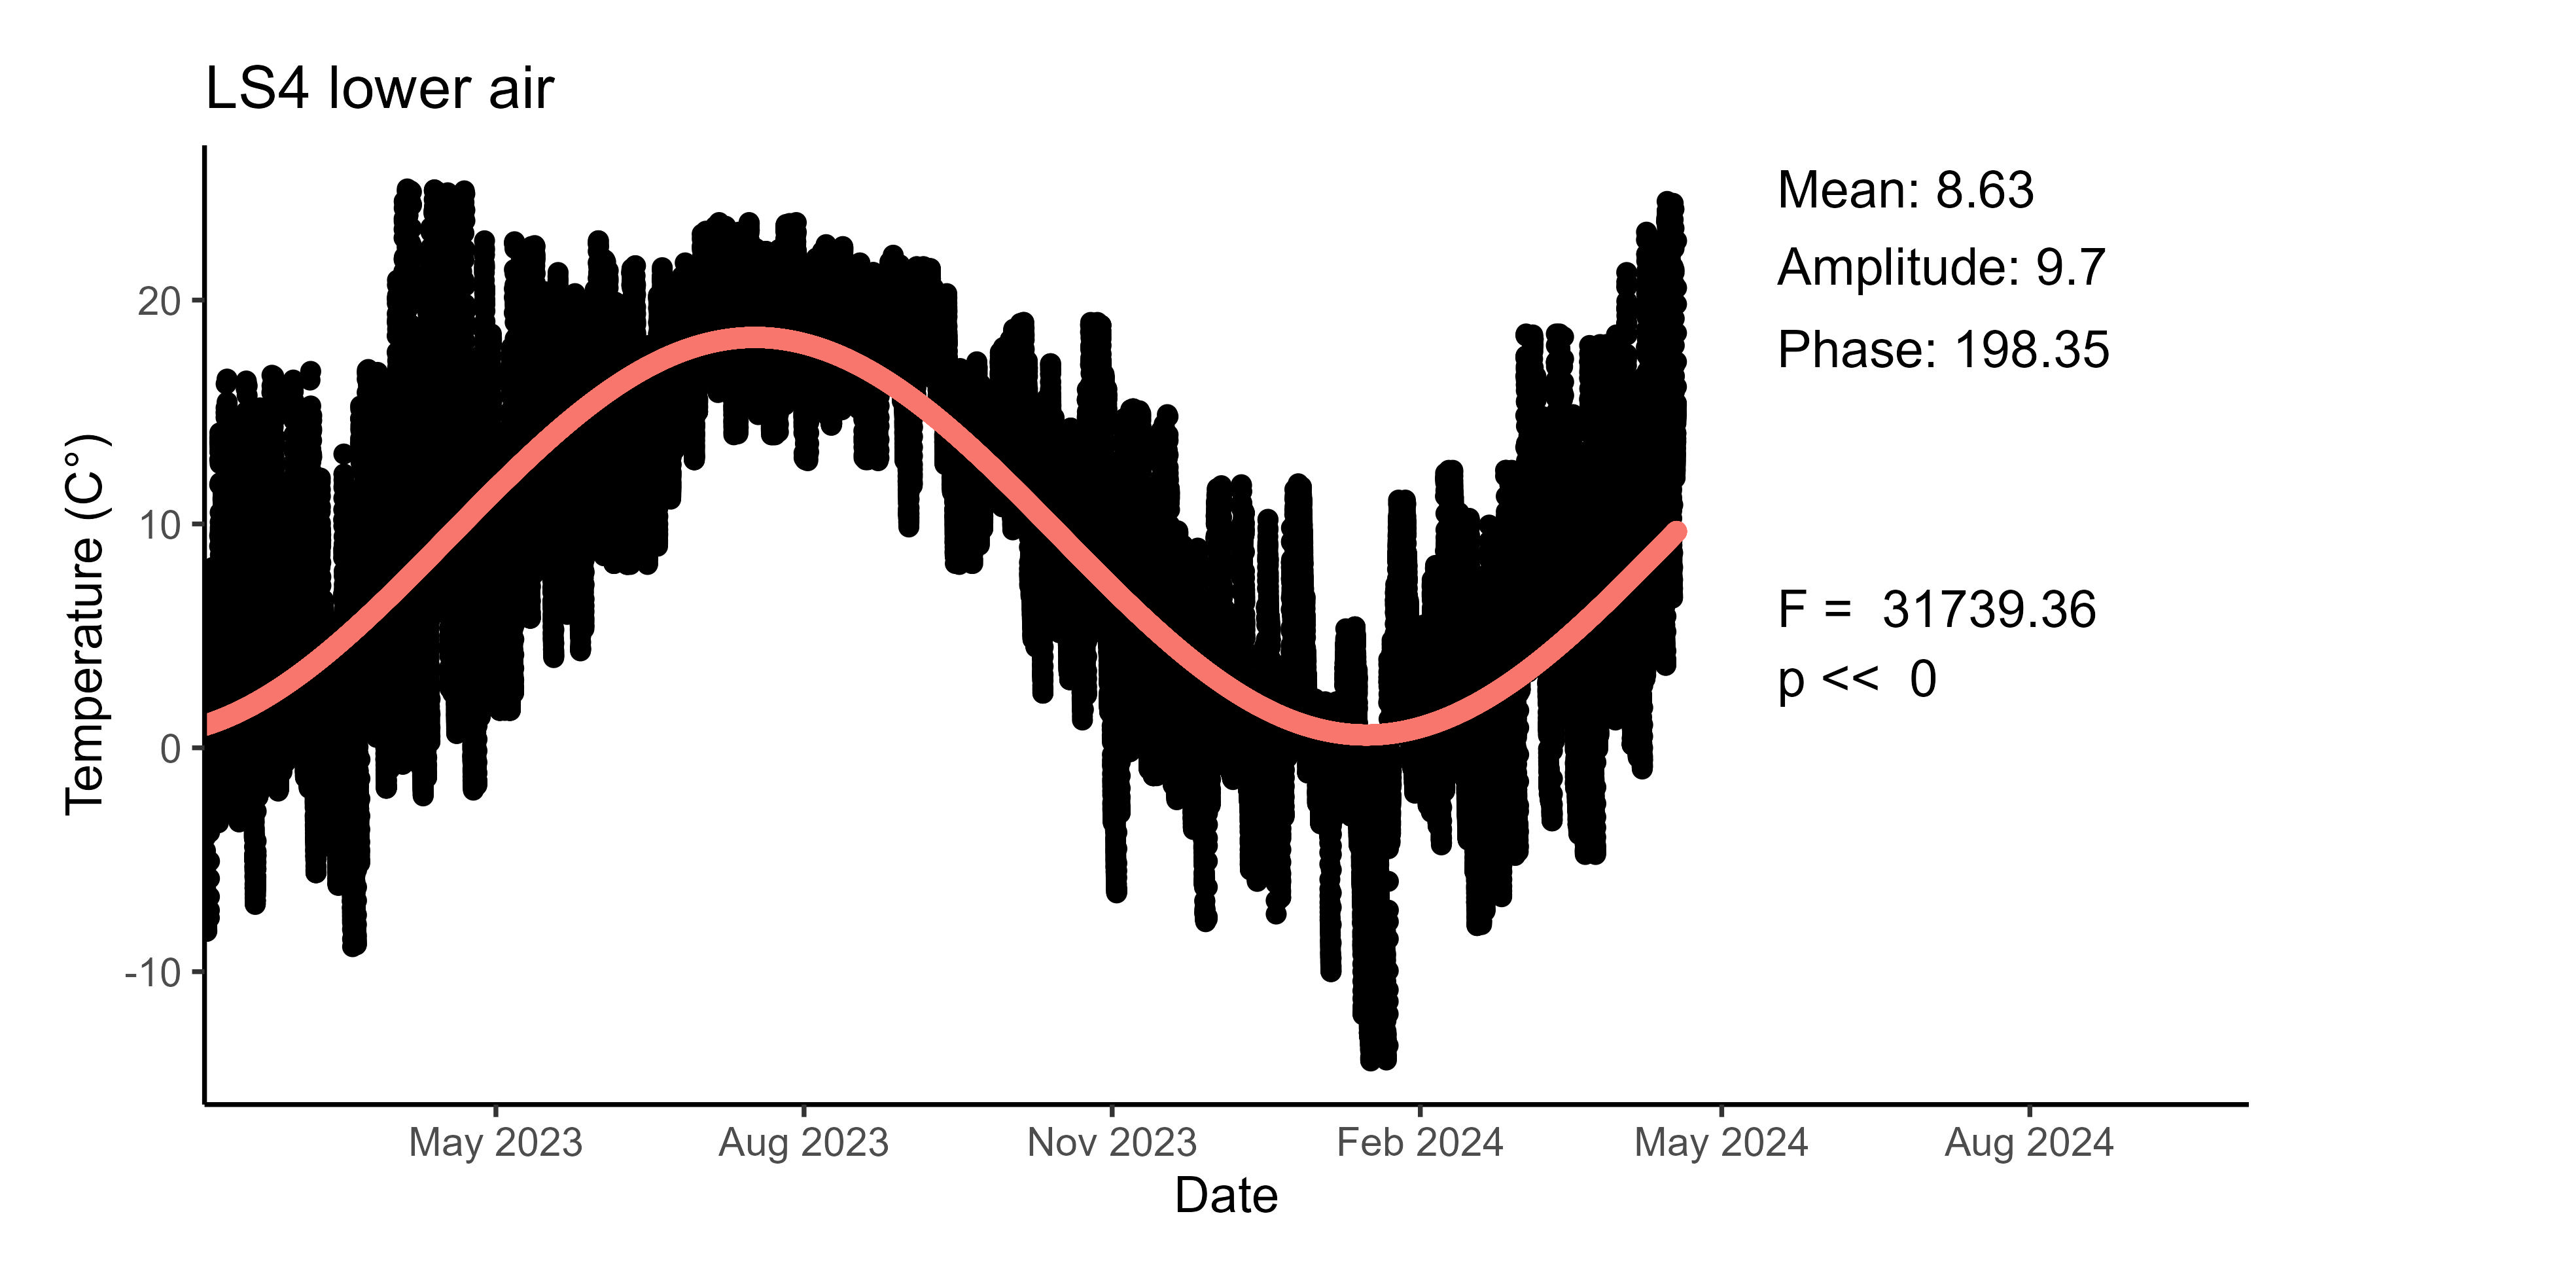 LS4 lower air
Mean: 8.63
Amplitude: 9.7
Phase: 198.35
F =  31739.36
p <<  0
Temperature (C°)
20
10
0
-10
May 2023
Aug 2023
Nov 2023
Feb 2024
May 2024
Aug 2024
Date